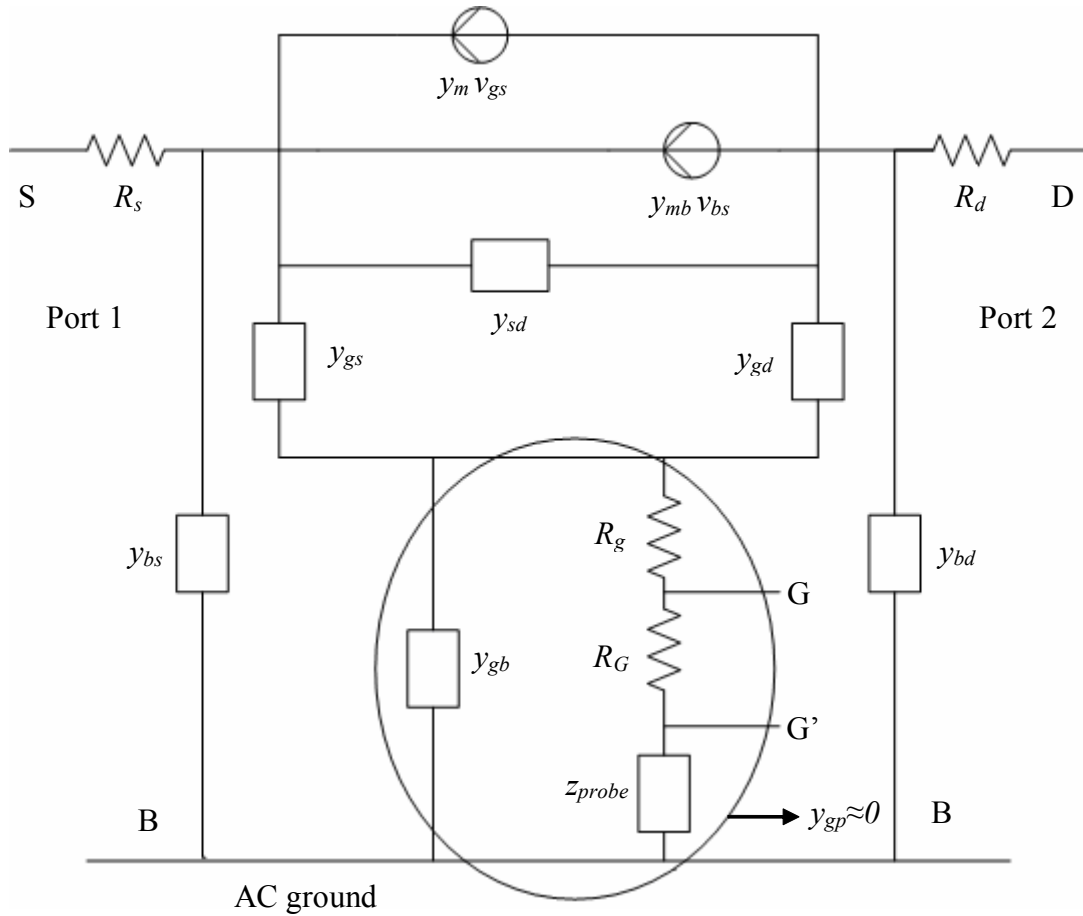 y_m v_gs
S
R_s
y_mb v_bs
R_d
D
Port 1
y_sd
Port 2
y_gs
y_gd
R_g
y_bs
G
y_bd
y_gb
R_G
G’
z_probe
B
y_gp≈0
B
AC ground